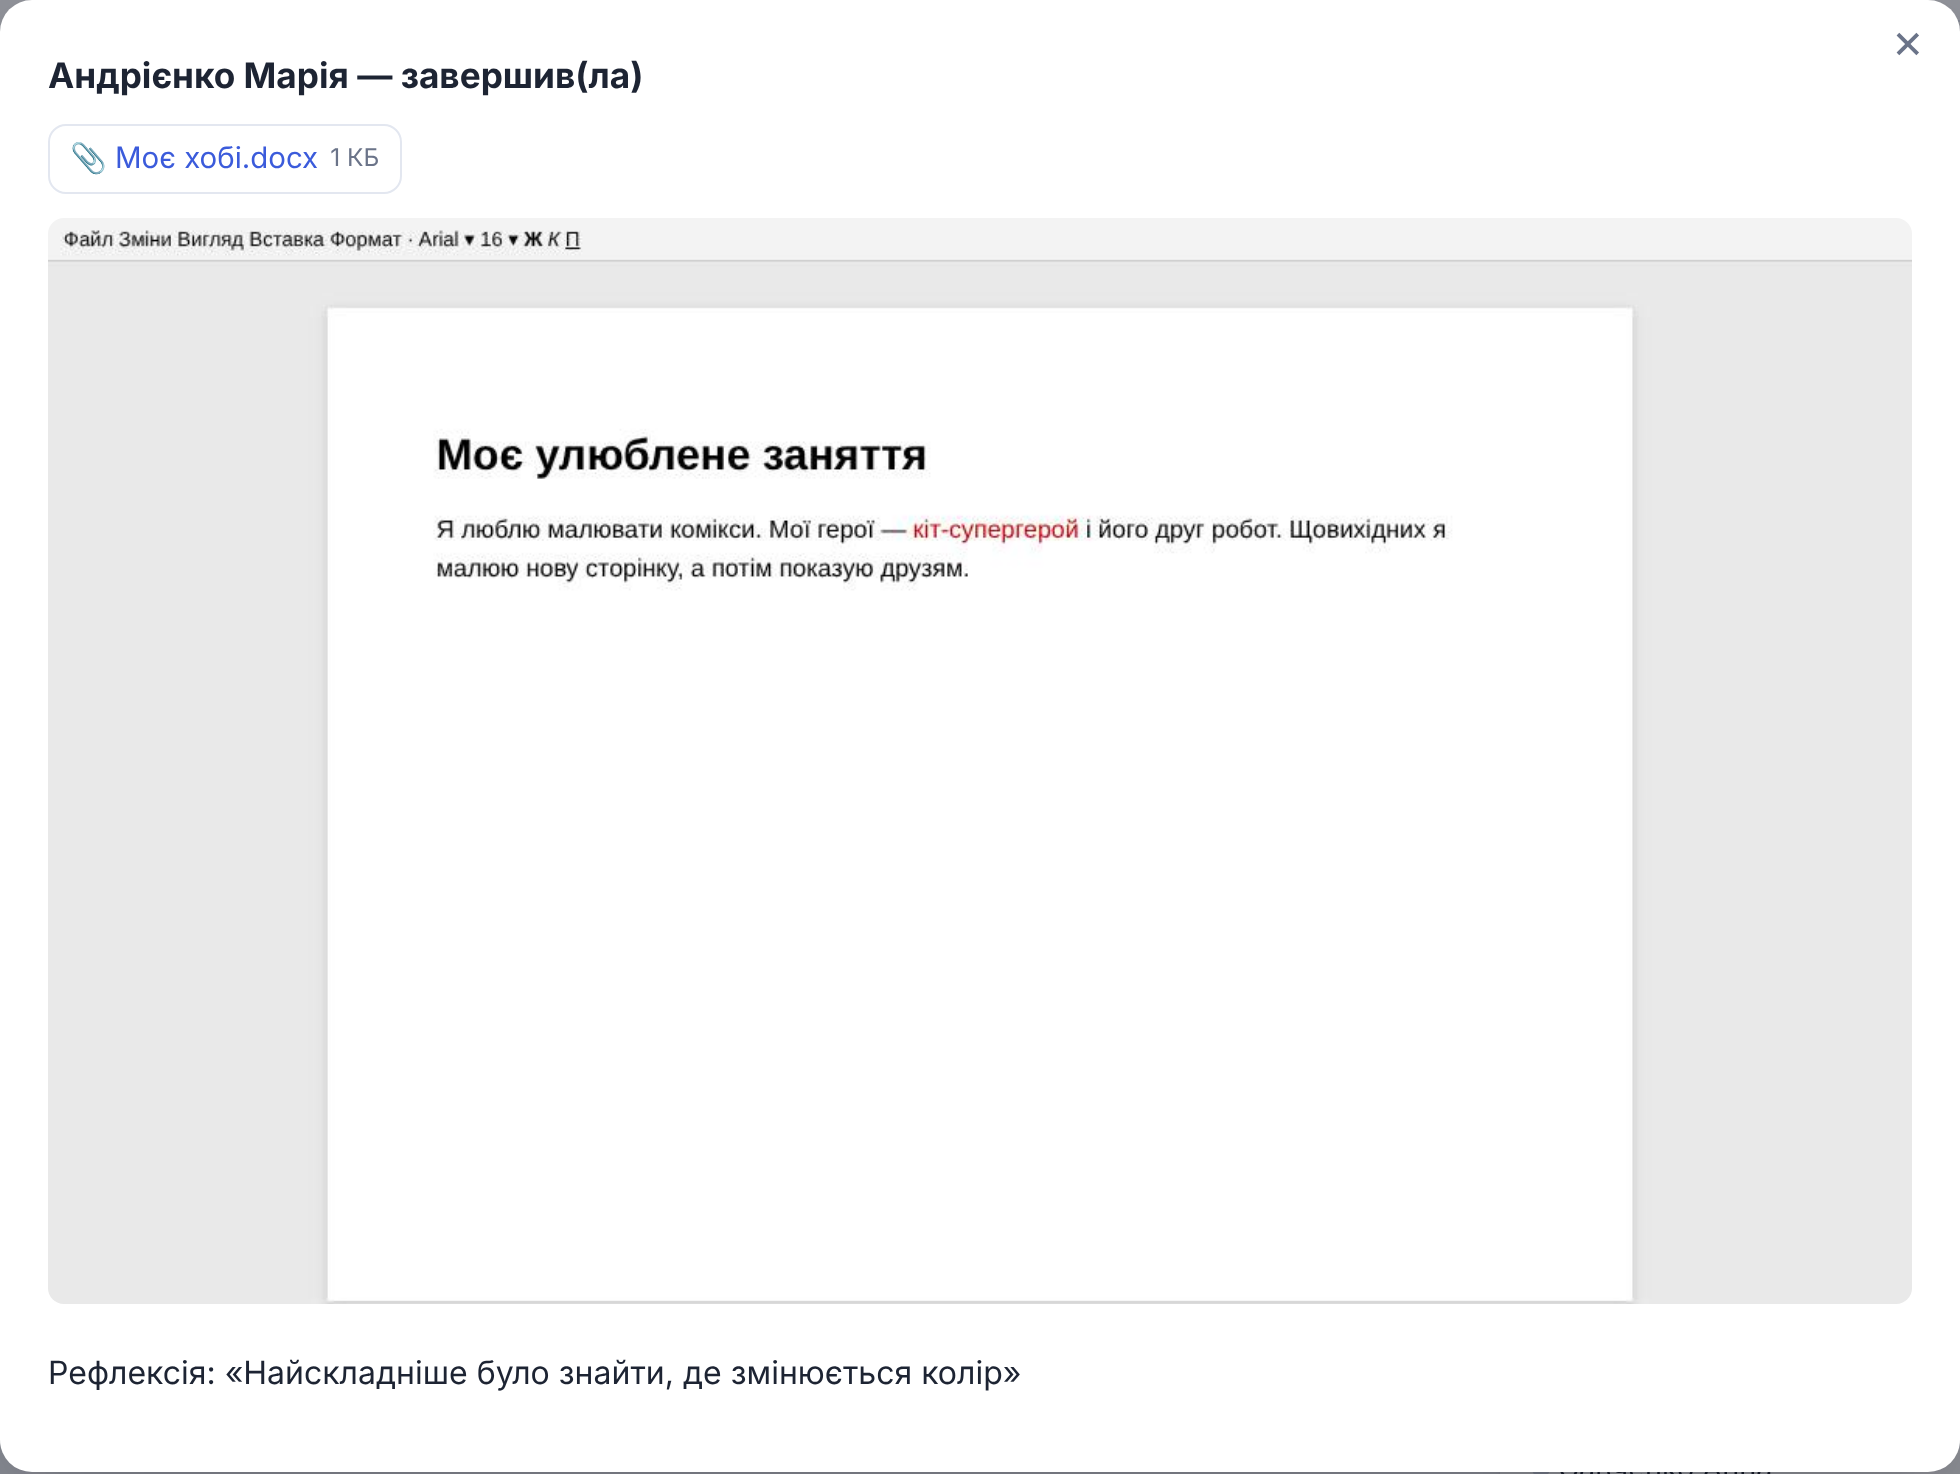 Андрієнко Марія — завершив(ла)
Моє хобі.docx 1 КБ
Файл Зміни Вигляд Вставка Формат · Arial ▾ 16 ▾ Ж К П
Моє улюблене заняття
Я люблю малювати комікси. Мої герої — кіт-супергерой і його друг робот. Щовихідних я
малюю нову сторінку, а потім показую друзям.
Рефлексія: «Найскладніше було знайти, де змінюється колір»